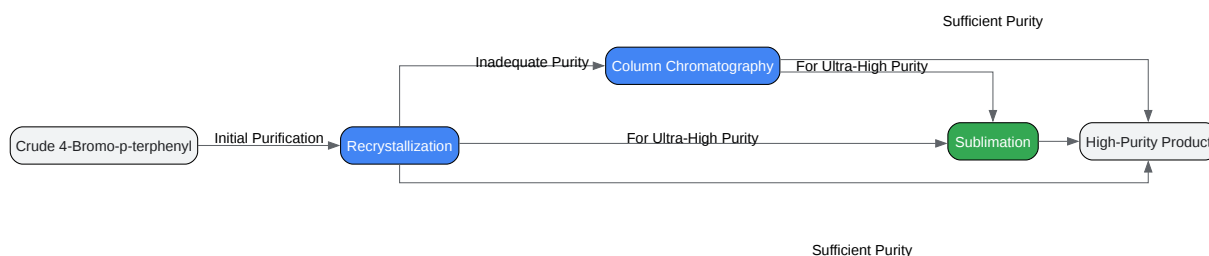 Sufficient Purity
Inadequate Purity
Column Chromatography
For Ultra-High Purity
Crude 4-Bromo-p-terphenyl
Initial Purification
Recrystallization
For Ultra-High Purity
Sublimation
High-Purity Product
Sufficient Purity